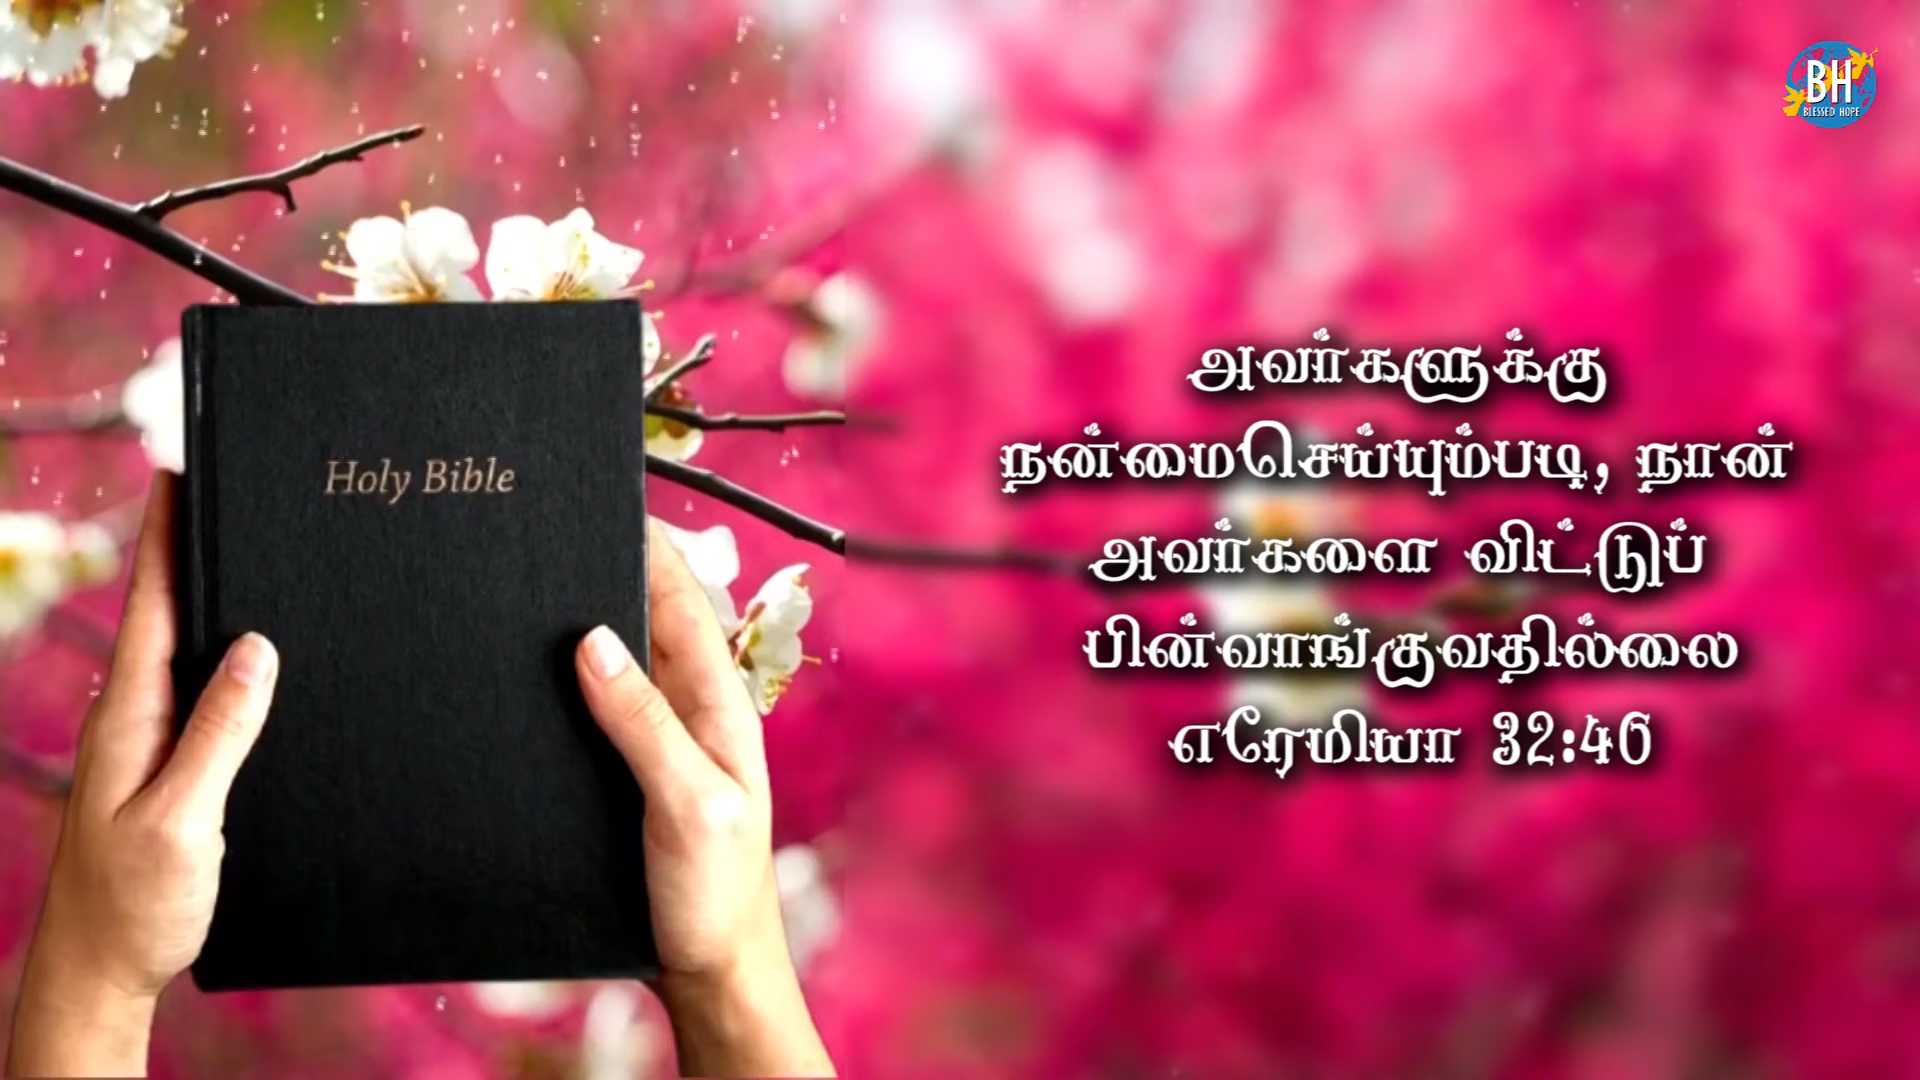 BH
BLESSED HOPE
Holy Bible
அவர்களுக்கு
நன்மைசெய்யும்படி, நான்
அவர்களை விட்டுப்
பின்வாங்குவதில்லை
எரேமியா 32:40